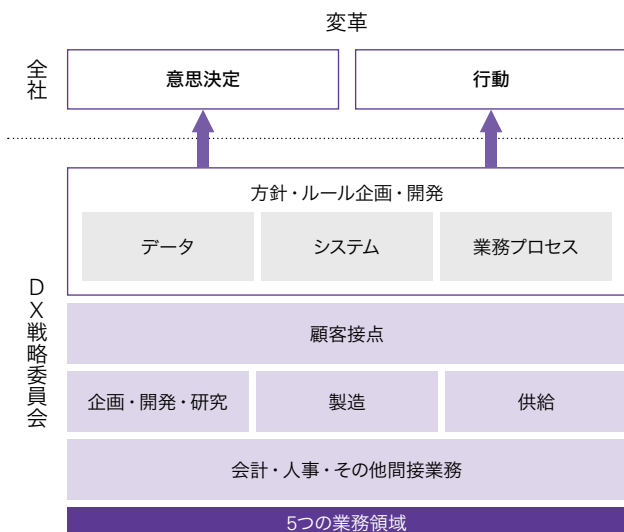 変革
全社
意思決定
行動
DX戦略委員会
方針・ルール企画・開発
データ
システム
業務プロセス
顧客接点
企画・開発・研究
製造
供給
会計・人事・その他間接業務
5つの業務領域